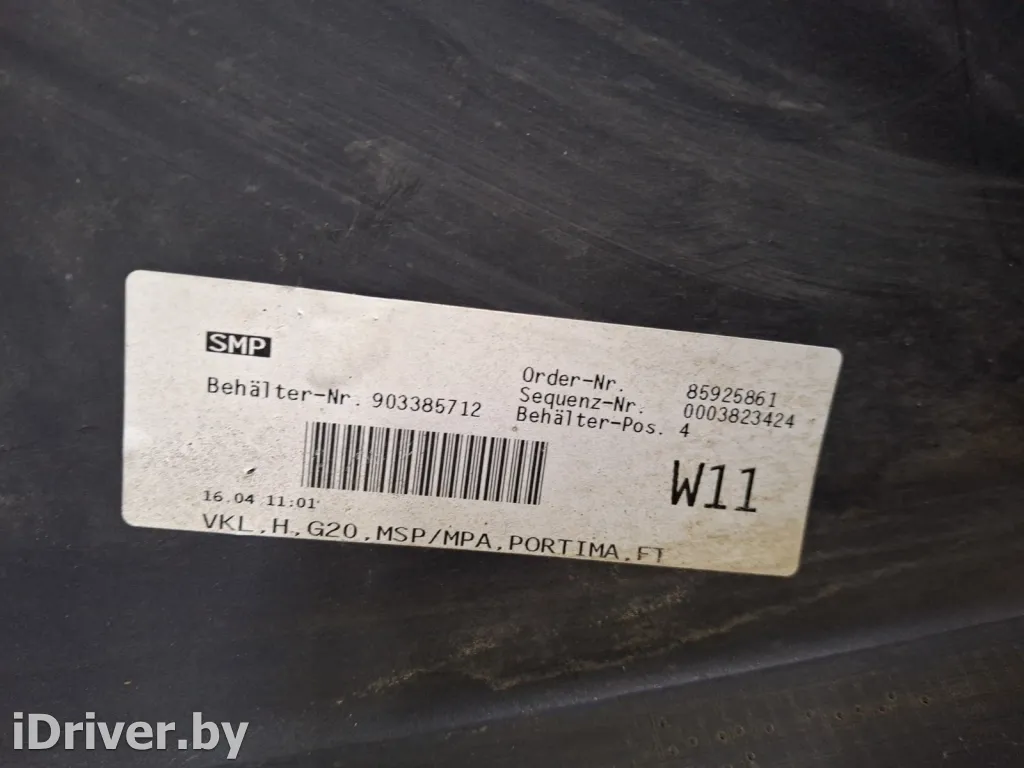 SMP
Behälter-Nr. 903385712
Order-Nr. 85925861
Sequenz-Nr. 0003823424
Behälter-Pos. 4
W11
16.04 11:01
VKL,H,G20,MSP/MPA,PORTIMA,FT
iDriver.by